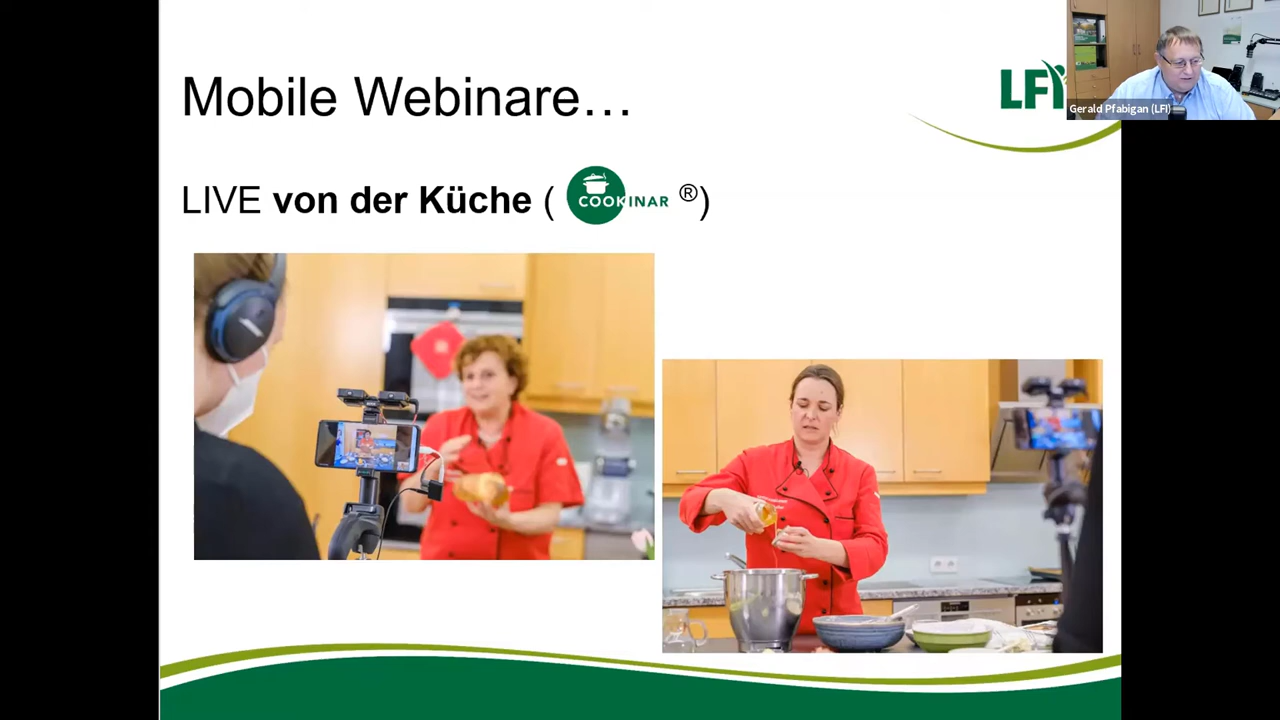 Mobile Webinare…
LFI
Gerald Pfabigan (LFI)
LIVE von der Küche ( COOKINAR ®)